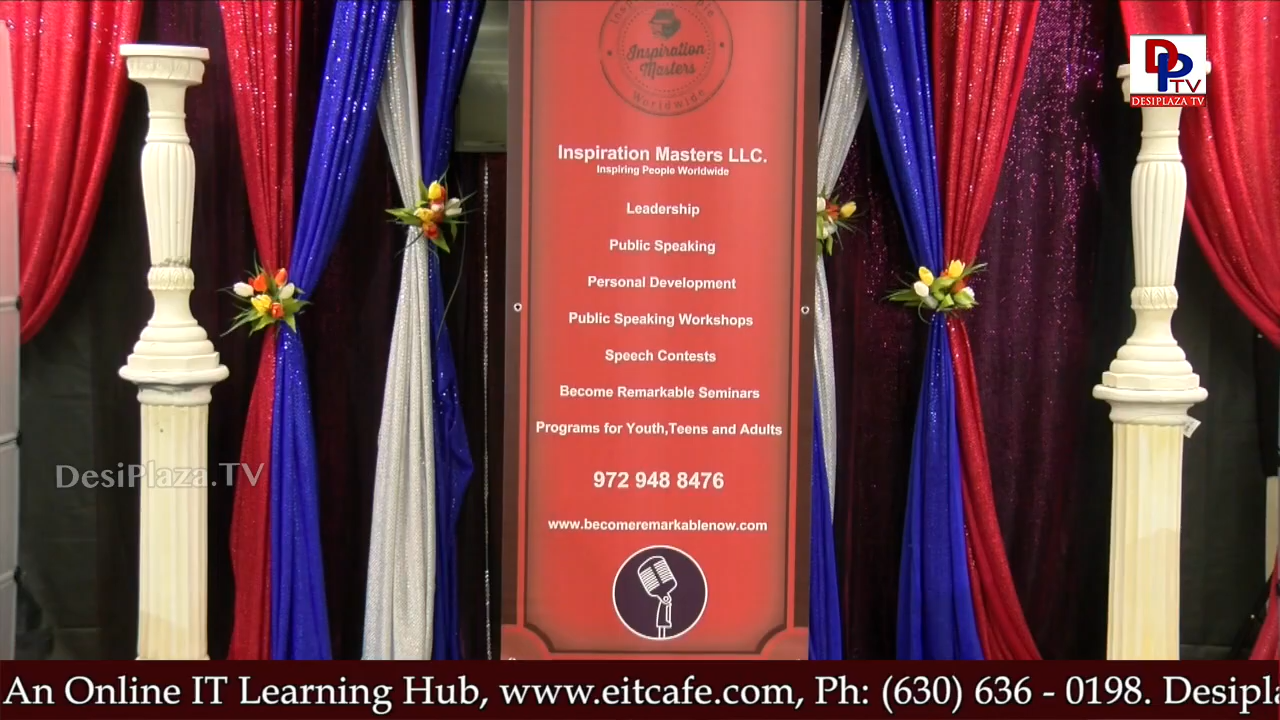 Inspiration
Masters
Worldwide
Inspiration Masters LLC.
Inspiring People Worldwide
Leadership
Public Speaking
Personal Development
Public Speaking Workshops
Speech Contests
Become Remarkable Seminars
Programs for Youth,Teens and Adults
972 948 8476
www.becomeremarkablenow.com
DP
TV
DESIPLAZA TV
DesiPlaza.TV
An Online IT Learning Hub, www.eitcafe.com, Ph: (630) 636 - 0198. Desipla